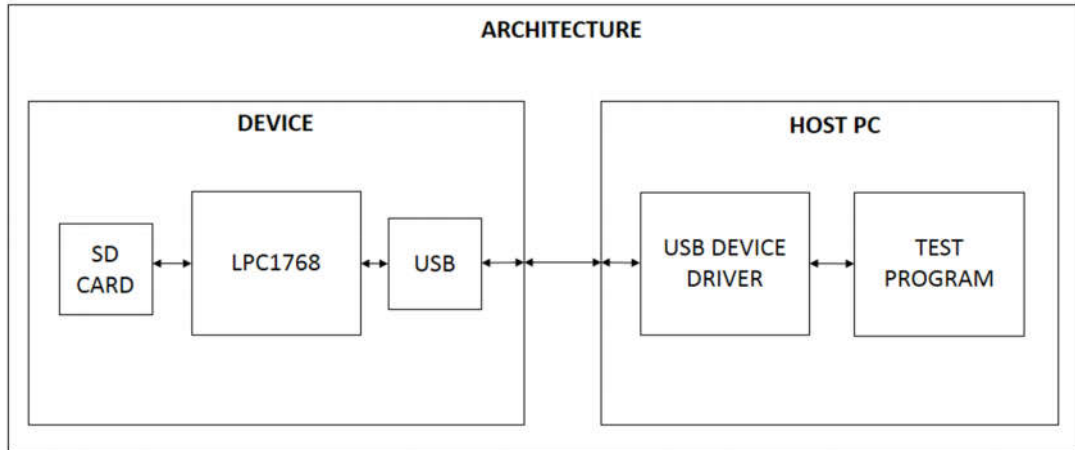 ARCHITECTURE
DEVICE
SD
CARD
LPC1768
USB
HOST PC
USB DEVICE
DRIVER
TEST
PROGRAM